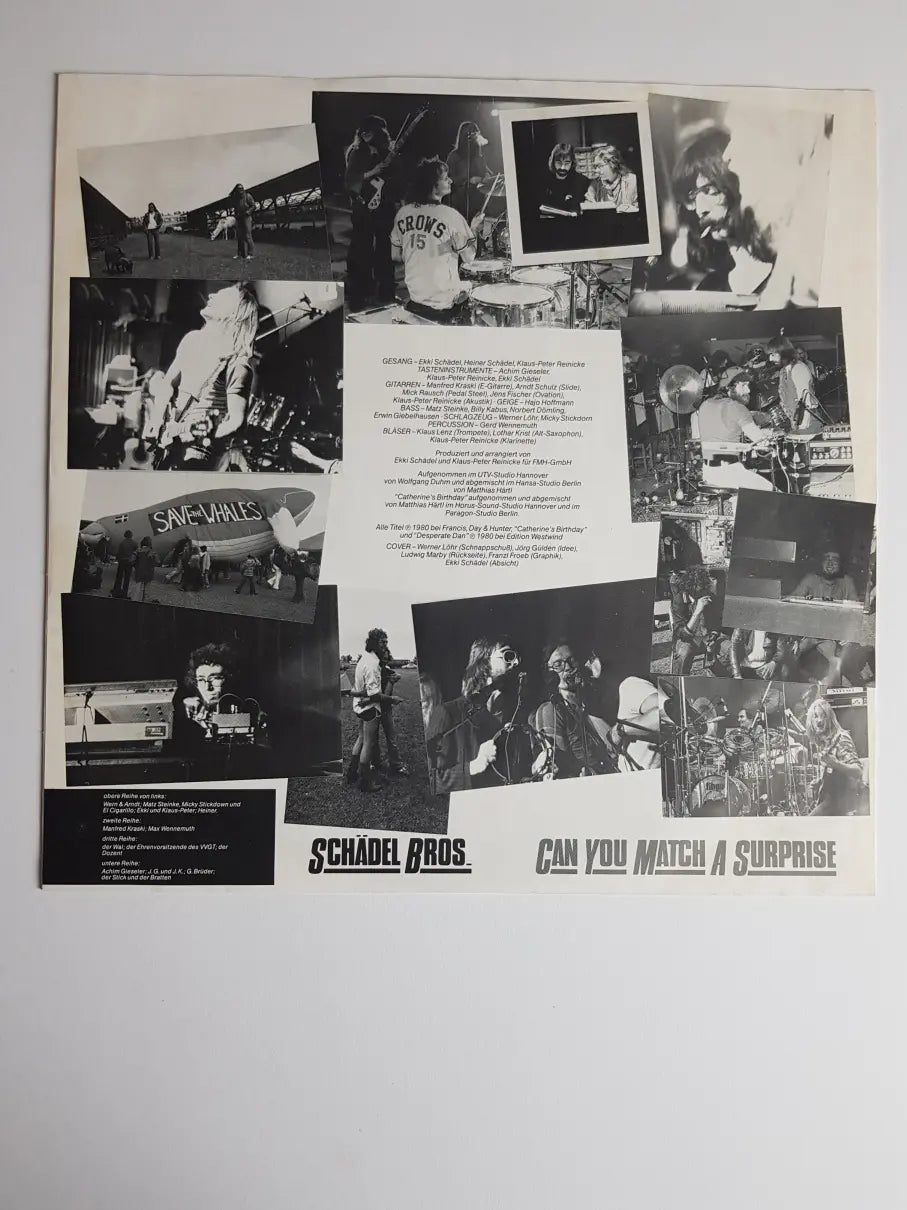 CROWS
15
GESANG – Ekki Schädel, Heiner Schädel, Klaus-Peter Reinicke
TASTENINSTRUMENTE – Achim Gieseler,
Klaus-Peter Reinicke, Ekki Schädel
GITARREN – Manfred Kraski (E-Gitarre), Arndt Schulz (Slide),
Mick Rausch (Pedal Steel), Jens Fischer (Ovation),
Klaus-Peter Reinicke (Akustik) · GEIGE – Hajo Hoffmann
BASS – Matz Steinke, Billy Kabus, Norbert Dömling,
Erwin Giebelhausen · SCHLAGZEUG – Werner Löhr, Micky Stickdorn
PERCUSSION – Gerd Wennemuth
BLÄSER – Klaus Lenz (Trompete), Lothar Krist (Alt-Saxophon),
Klaus-Peter Reinicke (Klarinette)
Produziert und arrangiert von
Ekki Schädel und Klaus-Peter Reinicke für FMH-GmbH
Aufgenommen im UTV-Studio Hannover
von Wolfgang Duhm und abgemischt im Hansa-Studio Berlin
von Matthias Härtl
"Catherine's Birthday" aufgenommen und abgemischt
von Matthias Härtl im Horus-Sound-Studio Hannover und im
Paragon-Studio Berlin.
Alle Titel ℗ 1980 bei Francis, Day & Hunter, "Catherine's Birthday"
und "Desperate Dan" ℗ 1980 bei Edition Westwind
COVER – Werner Löhr (Schnappschuß), Jörg Gülden (Idee),
Ludwig Marby (Rückseite), Franzl Froeb (Graphik),
Ekki Schädel (Absicht)
SAVE THE WHALES
obere Reihe von links:
Wern & Arndt; Matz Steinke, Micky Stickdown und
El Cigarillo; Ekki und Klaus-Peter; Heiner.
zweite Reihe:
Manfred Kraski; Max Wennemuth
dritte Reihe:
der Wal; der Ehrenvorsitzende des VVGT; der
Dozent
untere Reihe:
Achim Gieseler; J. G. und J. K.; G. Brüder;
der Stick und der Bratten
SCHÄDEL BROS.
CAN YOU MATCH A SURPRISE